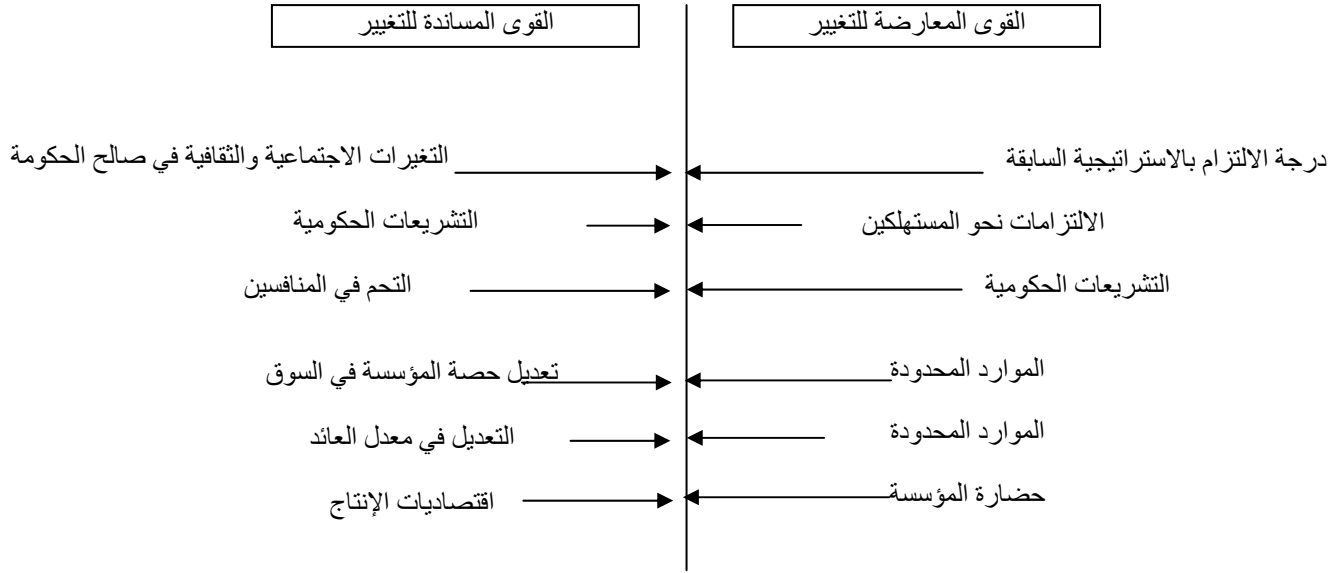 القوى المعارضة للتغيير
القوى المساندة للتغيير
درجة الالتزام بالاستراتيجية السابقة
التغيرات الاجتماعية والثقافية في صالح الحكومة
الالتزامات نحو المستهلكين
التشريعات الحكومية
التشريعات الحكومية
التحم في المنافسين
الموارد المحدودة
تعديل حصة المؤسسة في السوق
الموارد المحدودة
التعديل في معدل العائد
حضارة المؤسسة
اقتصاديات الإنتاج